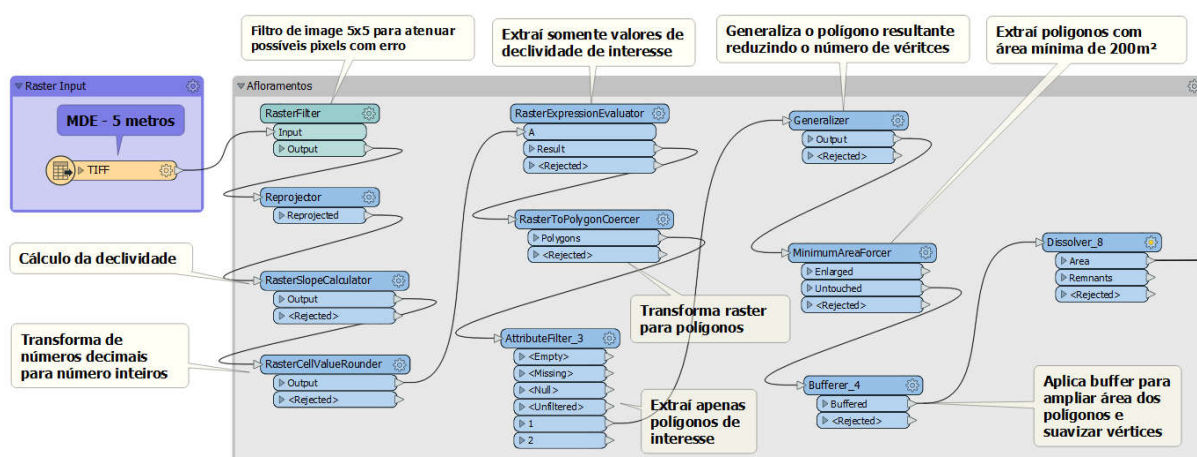 Filtro de image 5x5 para atenuar
possíveis pixels com erro
Extraí somente valores de
declividade de interesse
Generaliza o polígono resultante
reduzindo o número de véritces
Extraí poligonos com
área mínima de 200m²
Raster Input
MDE - 5 metros
TIFF
Afloramentos
RasterFilter
Input
Output
Reprojector
Reprojected
Cálculo da declividade
RasterSlopeCalculator
Output
<Rejected>
Transforma de
números decimais
para número inteiros
RasterCellValueRounder
Output
<Rejected>
RasterExpressionEvaluator
A
Result
<Rejected>
RasterToPolygonCoercer
Polygons
<Rejected>
Transforma raster
para polígonos
AttributeFilter_3
<Empty>
<Missing>
<Null>
<Unfiltered>
1
2
Extraí apenas
polígonos de
interesse
Generalizer
Output
<Rejected>
MinimumAreaForcer
Enlarged
Untouched
<Rejected>
Bufferer_4
Buffered
<Rejected>
Dissolver_8
Area
Remnants
<Rejected>
Aplica buffer para
ampliar área dos
polígonos e
suavizar vértices